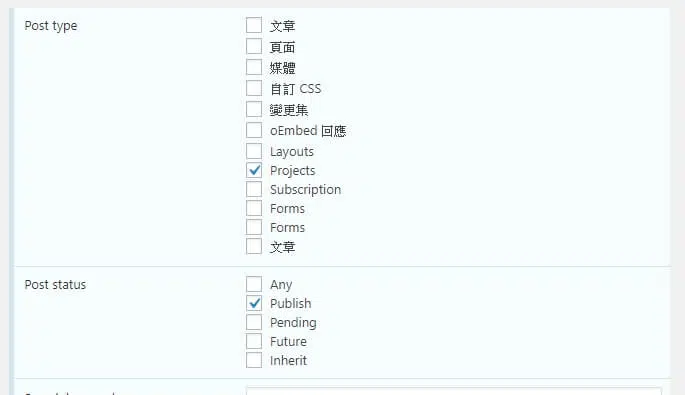 Post type
文章
頁面
媒體
自訂 CSS
變更集
oEmbed 回應
Layouts
Projects
Subscription
Forms
Forms
文章
Post status
Any
Publish
Pending
Future
Inherit